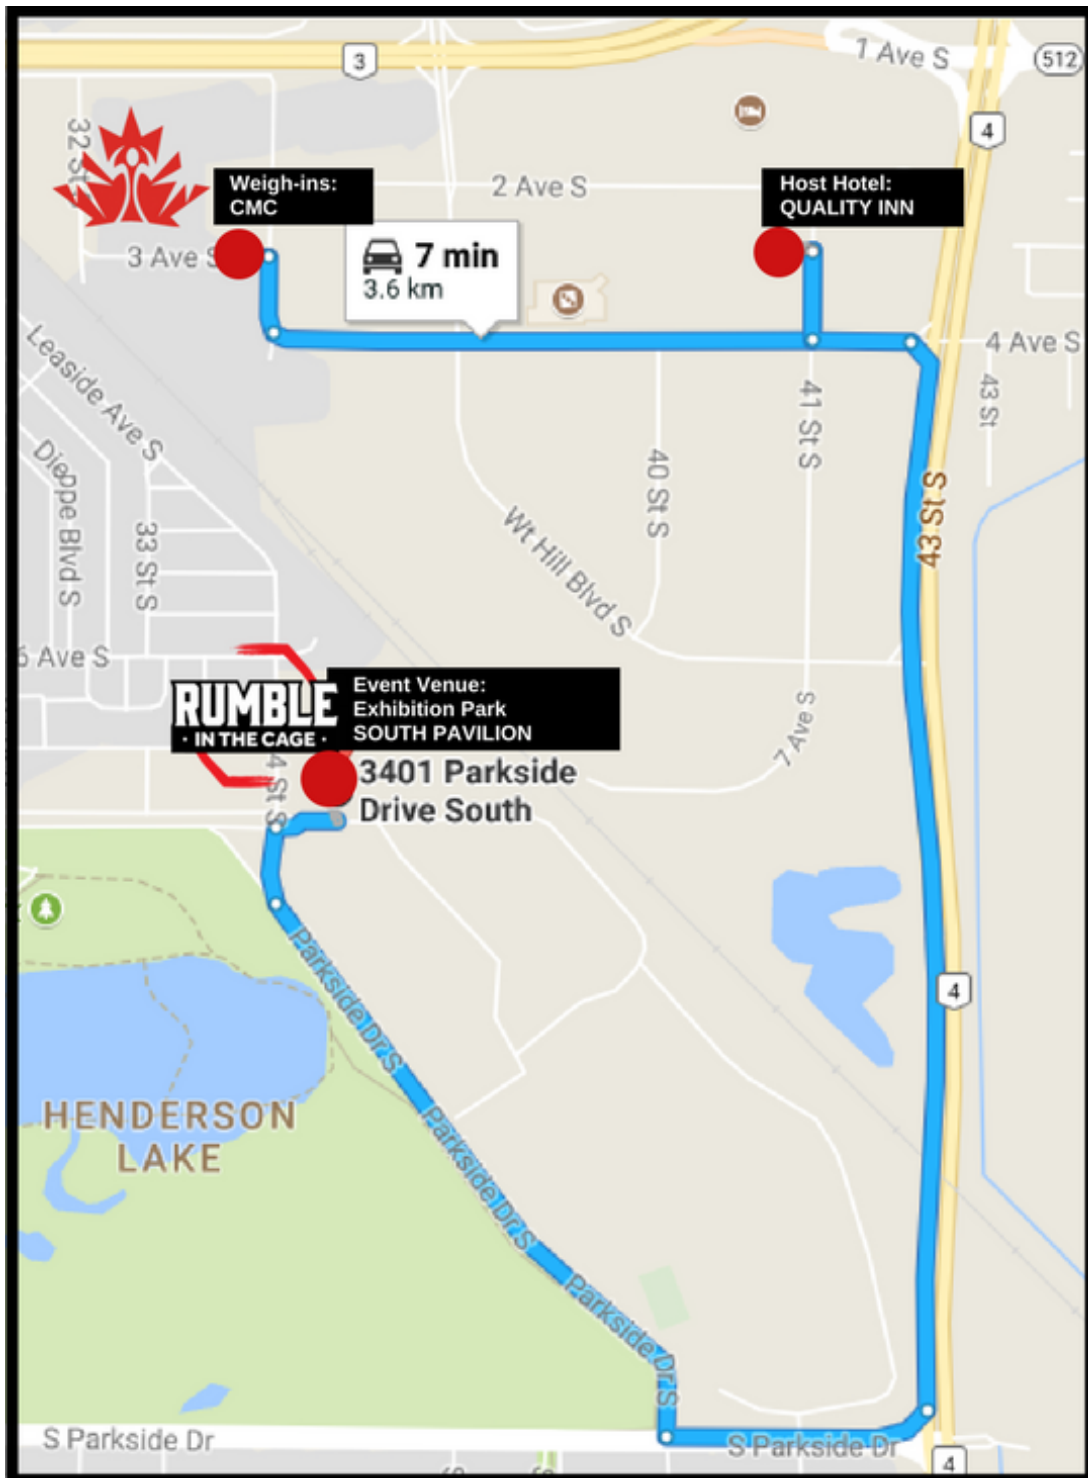 3
1 Ave S
512
4
32 St
Weigh-ins:
CMC
2 Ave S
Host Hotel:
QUALITY INN
3 Ave S
7 min
3.6 km
4 Ave S
Leaside Ave S
41 St S
43 St
Dieppe Blvd S
33 St S
40 St S
43 St S
Wt Hill Blvd S
6 Ave S
RUMBLE
· IN THE CAGE ·
Event Venue:
Exhibition Park
SOUTH PAVILION
7 Ave S
4 St S
3401 Parkside
Drive South
Parkside Dr S
4
HENDERSON
LAKE
Parkside Dr S
Parkside Dr S
S Parkside Dr
S Parkside Dr
4